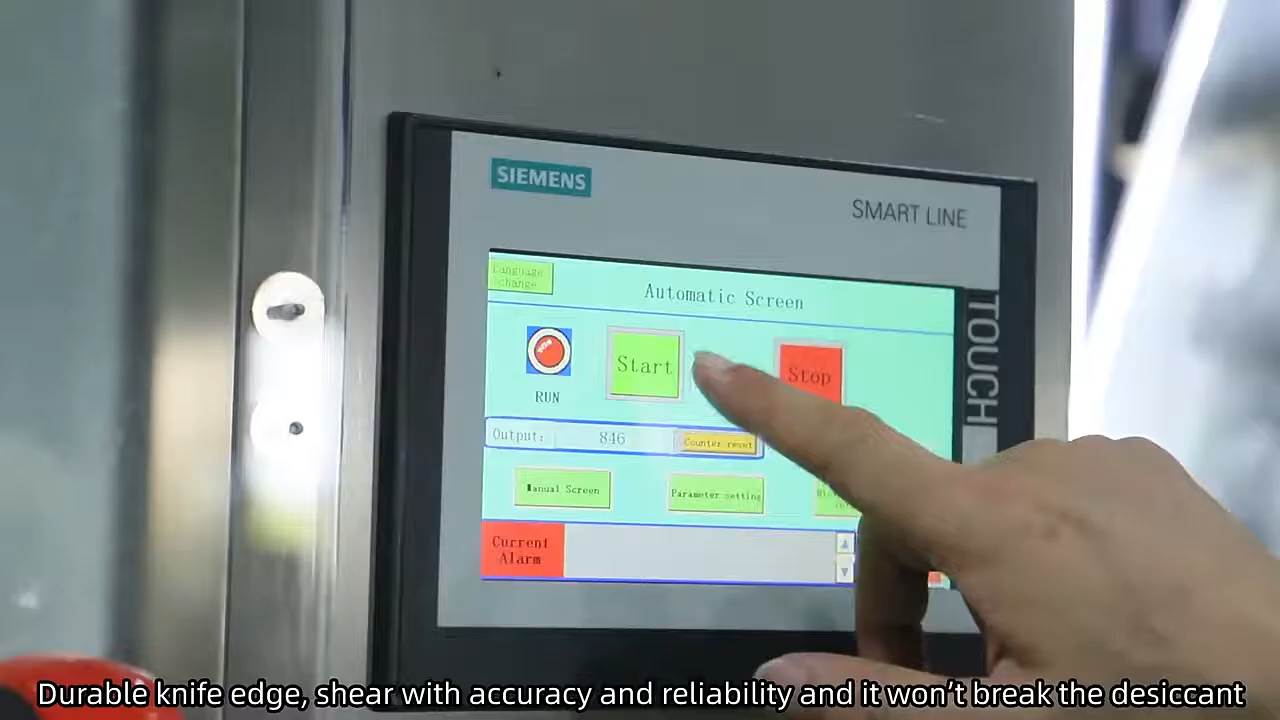 SIEMENS
SMART LINE
TOUCH
Language
change
Automatic Screen
RUN
Start
Stop
Output:
846
Counter reset
Manual Screen
Parameter setting
Current
Alarm
Durable knife edge, shear with accuracy and reliability and it won't break the desiccant